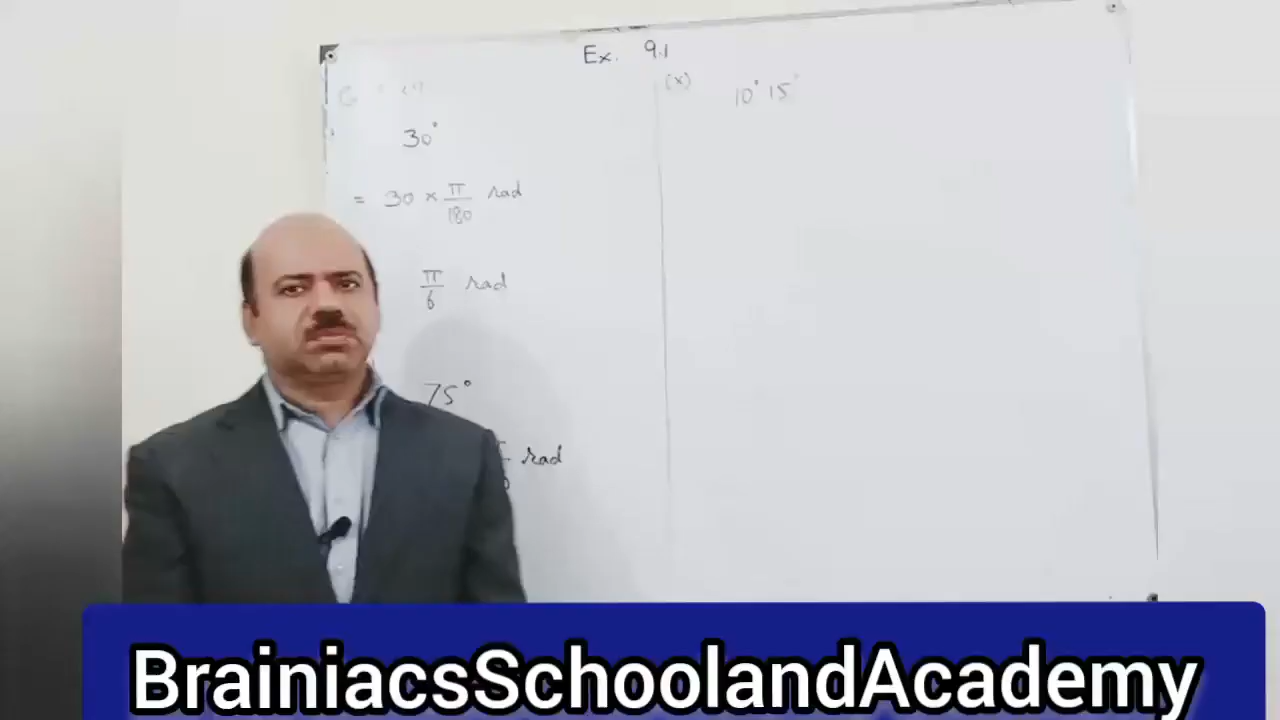 Ex. 9.1
30°
= 30 × π/180 rad
π/6 rad
75°
rad
(x) 10° 15'
BrainiacsSchoolandAcademy